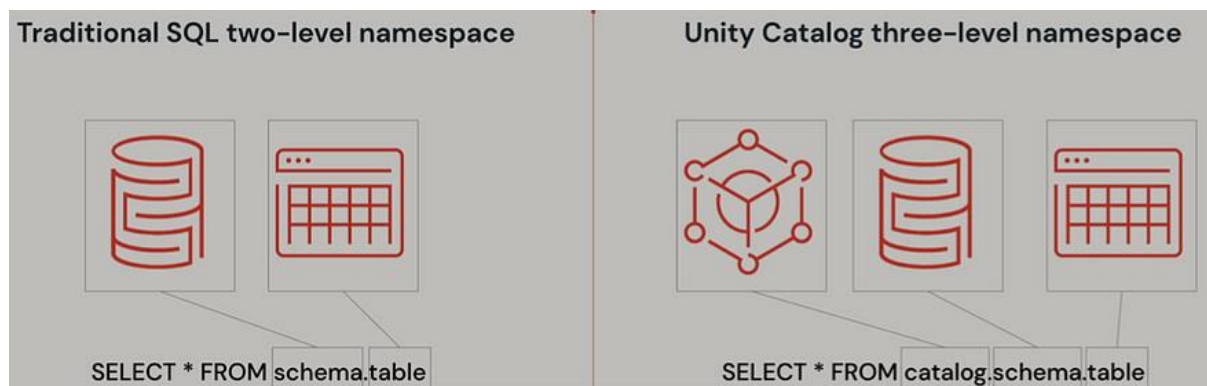 Traditional SQL two-level namespace
Unity Catalog three-level namespace
SELECT * FROM schema.table
SELECT * FROM catalog.schema.table